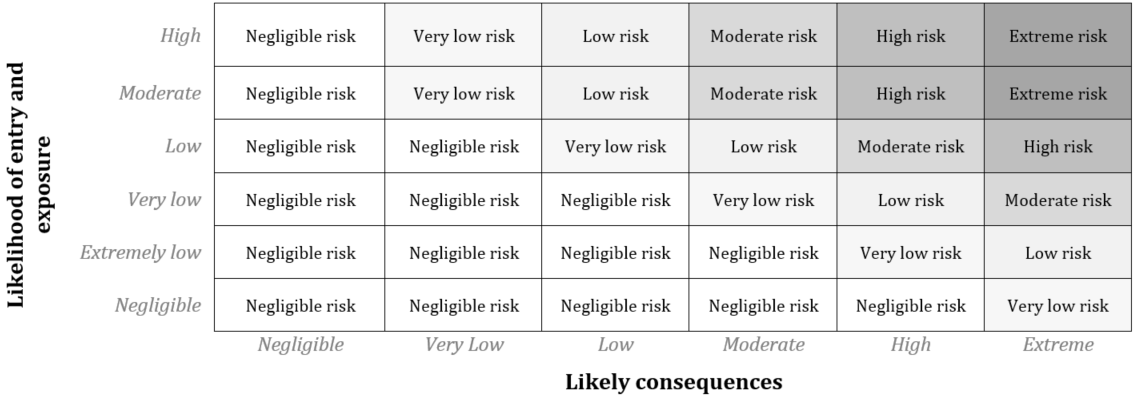 Likelihood of entry and
exposure
High Negligible risk Very low risk Low risk Moderate risk High risk Extreme risk
Moderate Negligible risk Very low risk Low risk Moderate risk High risk Extreme risk
Low Negligible risk Negligible risk Very low risk Low risk Moderate risk High risk
Very low Negligible risk Negligible risk Negligible risk Very low risk Low risk Moderate risk
Extremely low Negligible risk Negligible risk Negligible risk Negligible risk Very low risk Low risk
Negligible Negligible risk Negligible risk Negligible risk Negligible risk Negligible risk Very low risk
Negligible Very Low Low Moderate High Extreme
Likely consequences